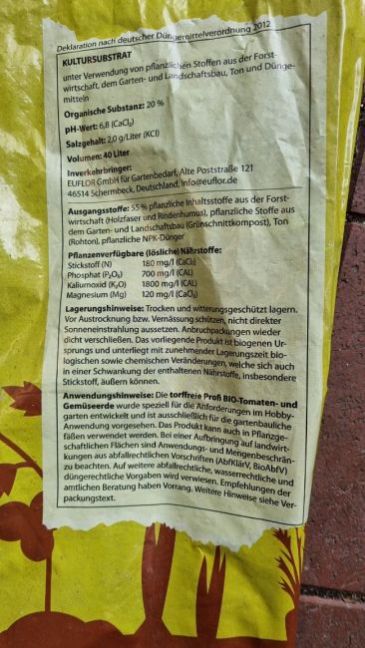 Deklaration nach deutscher Düngemittelverordnung 2012
KULTURSUBSTRAT
unter Verwendung von pflanzlichen Stoffen aus der Forst-
wirtschaft, dem Garten- und Landschaftsbau, Ton und Dünge-
mitteln
Organische Substanz: 20 %
pH-Wert: 6,8 (CaCl₂)
Salzgehalt: 2,0 g/Liter (KCl)
Volumen: 40 Liter
Inverkehrbringer:
EUFLOR GmbH für Gartenbedarf, Alte Poststraße 121
46514 Schermbeck, Deutschland, info@euflor.de
Ausgangsstoffe: 55 % pflanzliche Inhaltsstoffe aus der Forst-
wirtschaft (Holzfaser und Rindenhumus), pflanzliche Stoffe aus
dem Garten- und Landschaftsbau (Grünschnittkompost), Ton
(Rohton), pflanzliche NPK-Dünger
Pflanzenverfügbare (lösliche) Nährstoffe:
Stickstoff (N) 180 mg/l (CaCl₂)
Phosphat (P₂O₅) 700 mg/l (CAL)
Kaliumoxid (K₂O) 1800 mg/l (CAL)
Magnesium (Mg) 120 mg/l (CaCl₂)
Lagerungshinweise: Trocken und witterungsgeschützt lagern.
Vor Austrocknung bzw. Vernässung schützen, nicht direkter
Sonneneinstrahlung aussetzen. Anbruchpackungen wieder
dicht verschließen. Das vorliegende Produkt ist biogenen Ur-
sprungs und unterliegt mit zunehmender Lagerungszeit bio-
logischen sowie chemischen Veränderungen, welche sich auch
in einer Schwankung der enthaltenen Nährstoffe, insbesondere
Stickstoff, äußern können.
Anwendungshinweise: Die torffreie Profi BIO-Tomaten- und
Gemüseerde wurde speziell für die Anforderungen im Hobby-
garten entwickelt und ist ausschließlich für die gartenbauliche
Anwendung vorgesehen. Das Produkt kann auch in Pflanzge-
fäßen verwendet werden. Bei einer Aufbringung auf landwirt-
schaftlichen Flächen sind Anwendungs- und Mengenbeschrän-
kungen aus abfallrechtlichen Vorschriften (AbfKlärV, BioAbfV)
zu beachten. Auf weitere abfallrechtliche, wasserrechtliche und
düngerechtliche Vorgaben wird verwiesen. Empfehlungen der
amtlichen Beratung haben Vorrang. Weitere Hinweise siehe Ver-
packungstext.